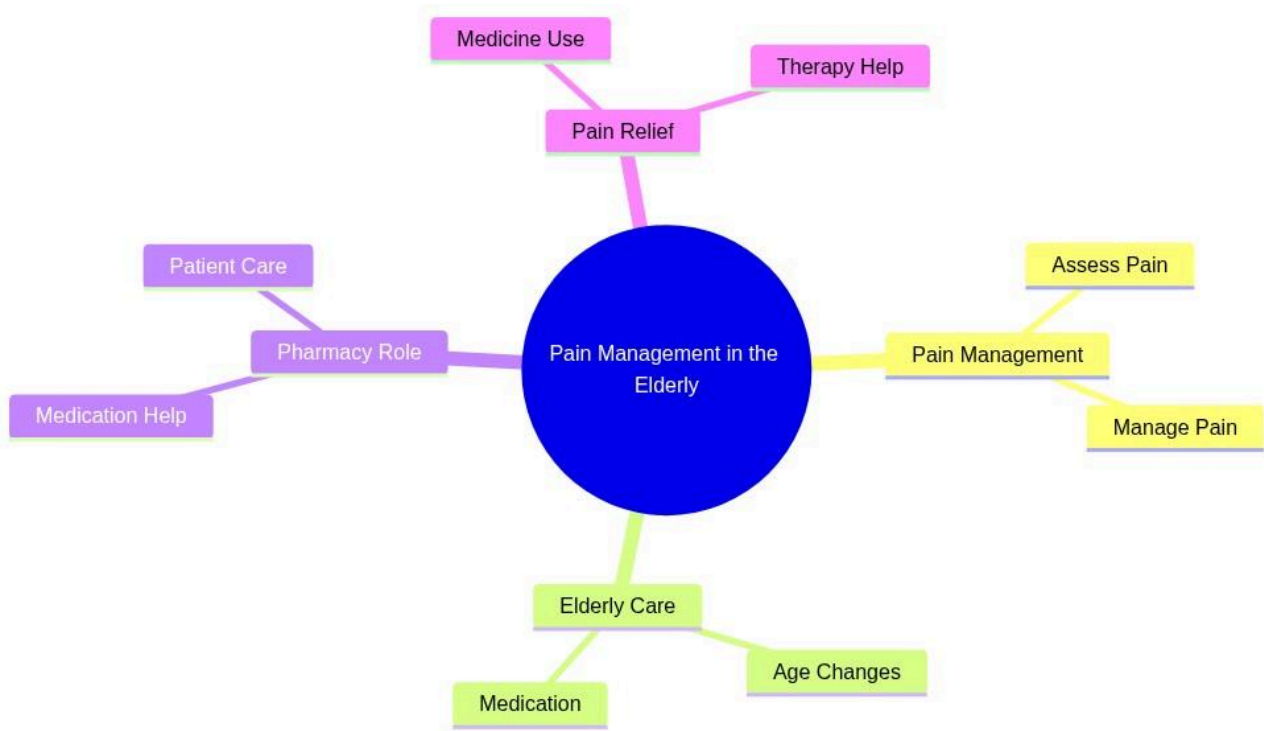 Medicine Use
Therapy Help
Pain Relief
Patient Care
Assess Pain
Pharmacy Role
Pain Management
Pain Management in the
Elderly
Medication Help
Manage Pain
Elderly Care
Age Changes
Medication